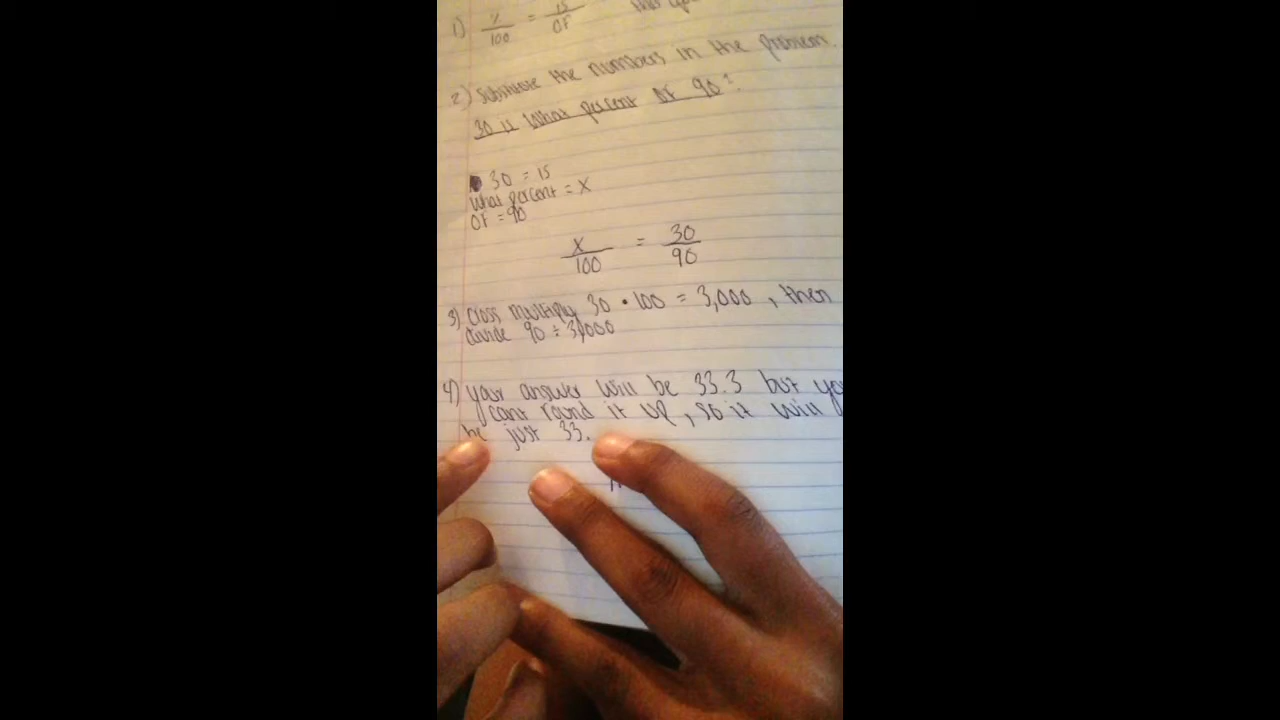 1) %/100 = is/OF
2) Substitute the numbers in the problem.
30 is What percent OF 90?
30 = is
What percent = X
OF = 90
X/100 = 30/90
3) Cross multiply 30 • 100 = 3,000, then
divide 90 ÷ 3,000
4) your answer will be 33.3 but you
cant round it up, so it will
be just 33.